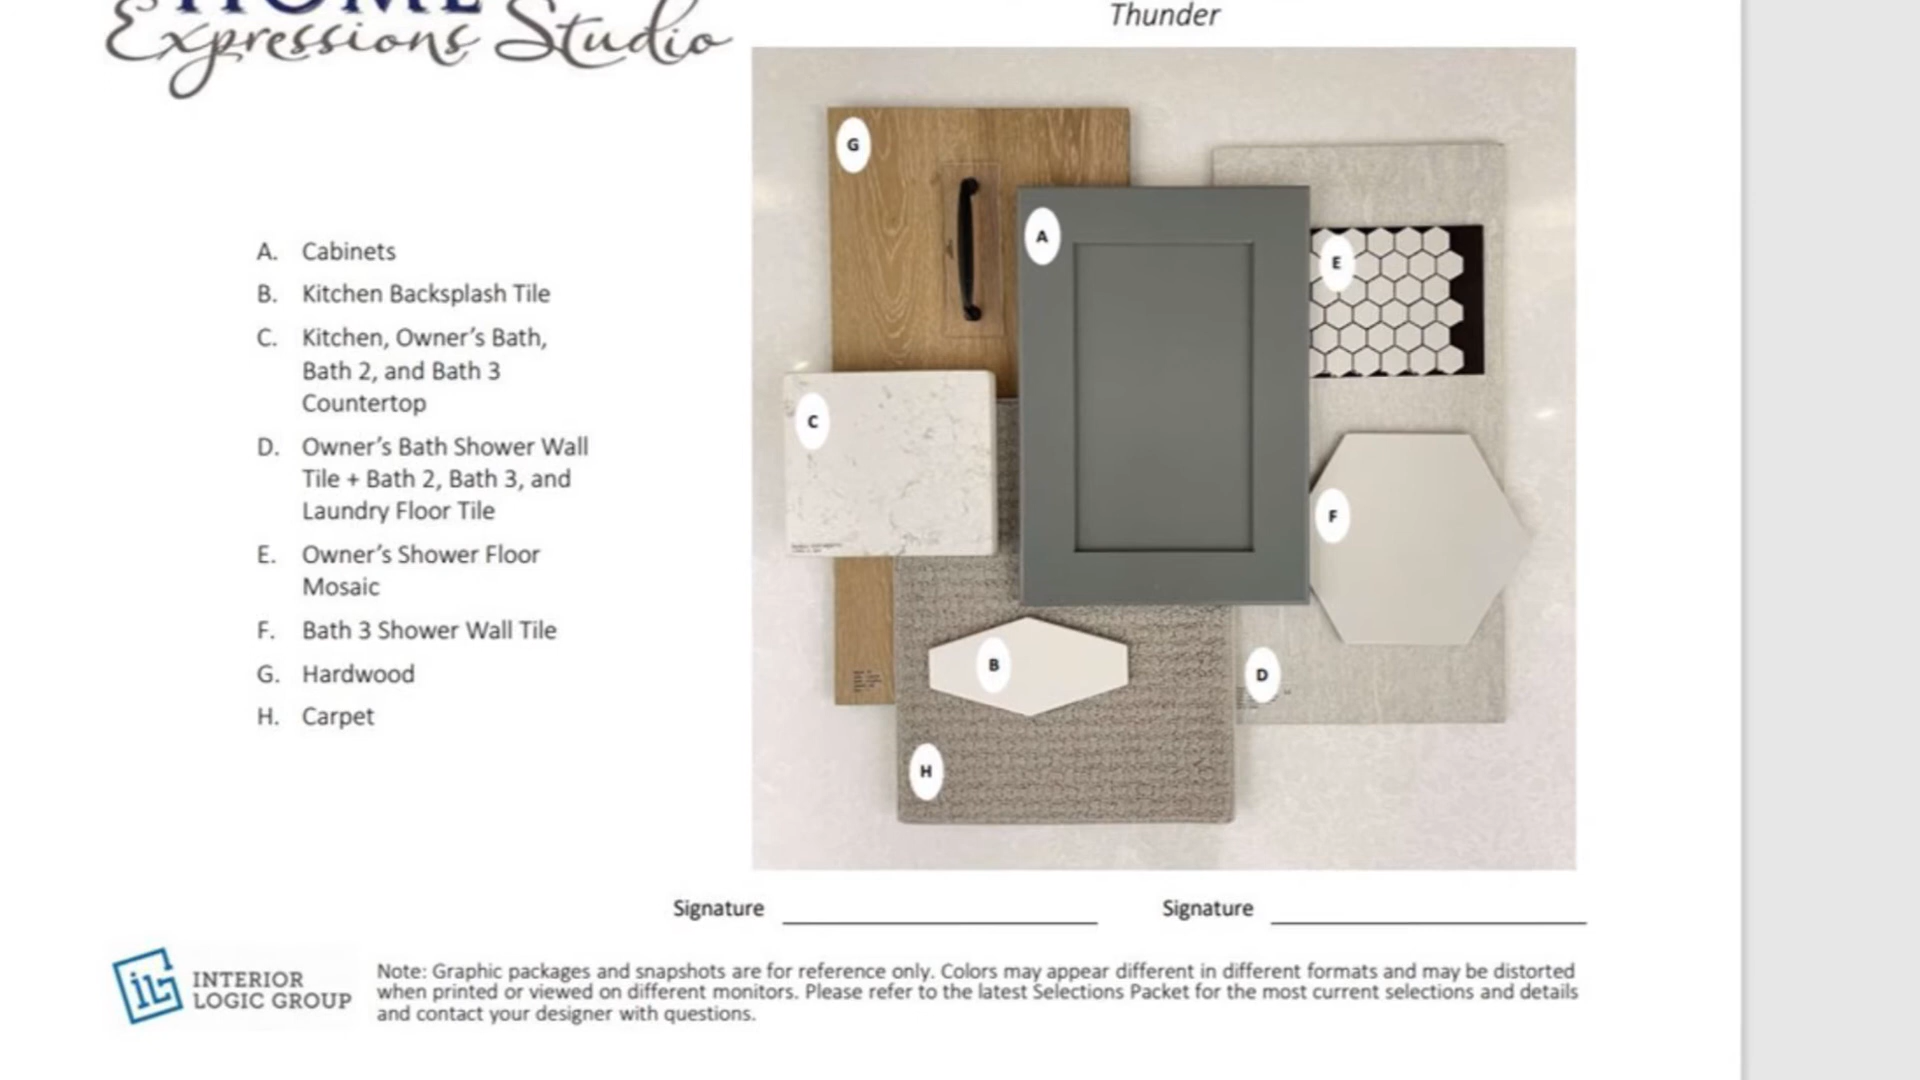 HOME
Expressions Studio
Thunder
A. Cabinets
B. Kitchen Backsplash Tile
C. Kitchen, Owner's Bath,
Bath 2, and Bath 3
Countertop
D. Owner's Bath Shower Wall
Tile + Bath 2, Bath 3, and
Laundry Floor Tile
E. Owner's Shower Floor
Mosaic
F. Bath 3 Shower Wall Tile
G. Hardwood
H. Carpet
G
A
E
C
F
B
D
H
Signature
Signature
ILG
INTERIOR
LOGIC GROUP
Note: Graphic packages and snapshots are for reference only. Colors may appear different in different formats and may be distorted
when printed or viewed on different monitors. Please refer to the latest Selections Packet for the most current selections and details
and contact your designer with questions.